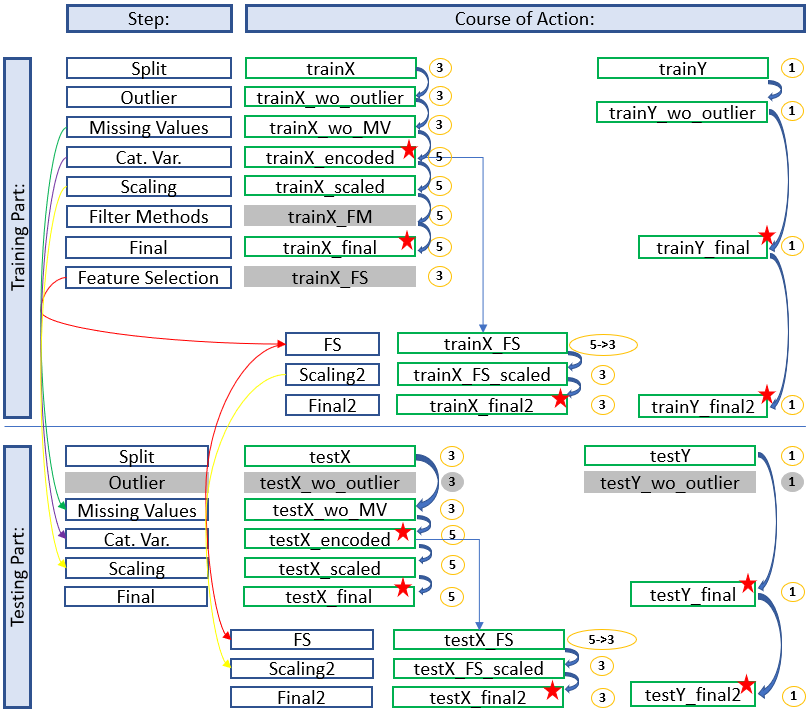 Step: Course of Action:
Training Part:
Split trainX 3 trainY 1
Outlier trainX_wo_outlier 3 trainY_wo_outlier 1
Missing Values trainX_wo_MV 3
Cat. Var. trainX_encoded 5
Scaling trainX_scaled 5
Filter Methods trainX_FM 5
Final trainX_final 5 trainY_final 1
Feature Selection trainX_FS 3
FS trainX_FS 5->3
Scaling2 trainX_FS_scaled 3
Final2 trainX_final2 3 trainY_final2 1
Testing Part:
Split testX 3 testY 1
Outlier testX_wo_outlier 3 testY_wo_outlier 1
Missing Values testX_wo_MV 3
Cat. Var. testX_encoded 5
Scaling testX_scaled 5
Final testX_final 5 testY_final 1
FS testX_FS 5->3
Scaling2 testX_FS_scaled 3
Final2 testX_final2 3 testY_final2 1